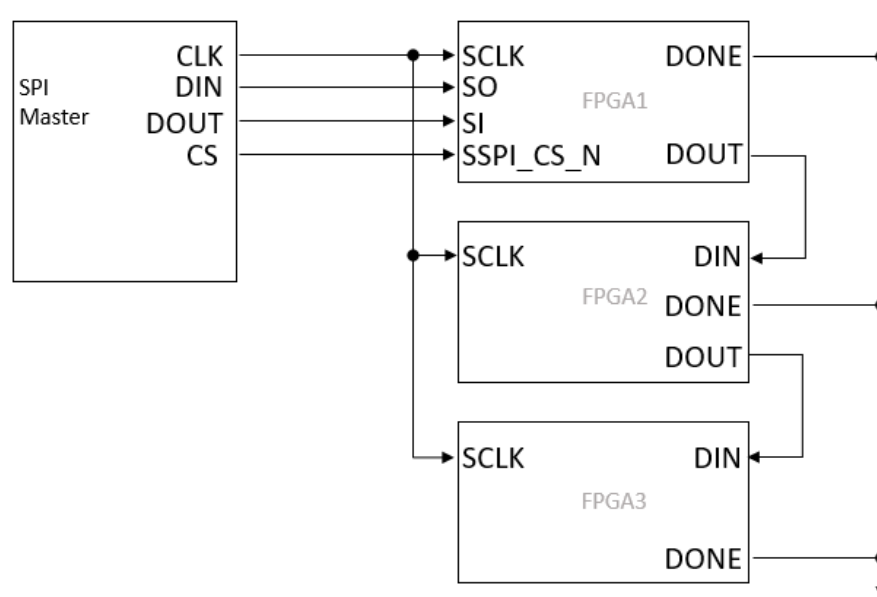 SPI
Master
CLK
DIN
DOUT
CS
SCLK
SO
SI
SSPI_CS_N
FPGA1
DONE
DOUT
SCLK
FPGA2
DIN
DONE
DOUT
SCLK
FPGA3
DIN
DONE